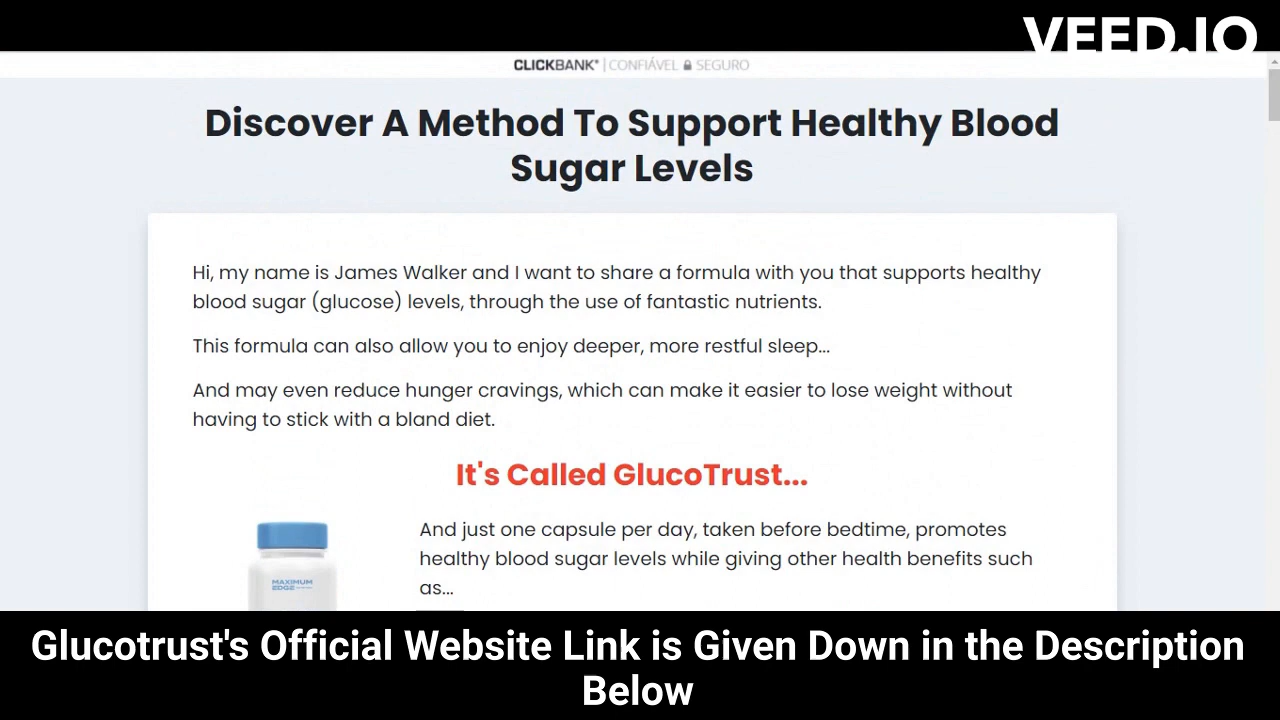 VEED.IO
CLICKBANK® | CONFIÁVEL SEGURO
Discover A Method To Support Healthy Blood
Sugar Levels
Hi, my name is James Walker and I want to share a formula with you that supports healthy
blood sugar (glucose) levels, through the use of fantastic nutrients.
This formula can also allow you to enjoy deeper, more restful sleep...
And may even reduce hunger cravings, which can make it easier to lose weight without
having to stick with a bland diet.
It's Called GlucoTrust...
And just one capsule per day, taken before bedtime, promotes
healthy blood sugar levels while giving other health benefits such
as...
MAXIMUM
EDGE
Glucotrust's Official Website Link is Given Down in the Description
Below